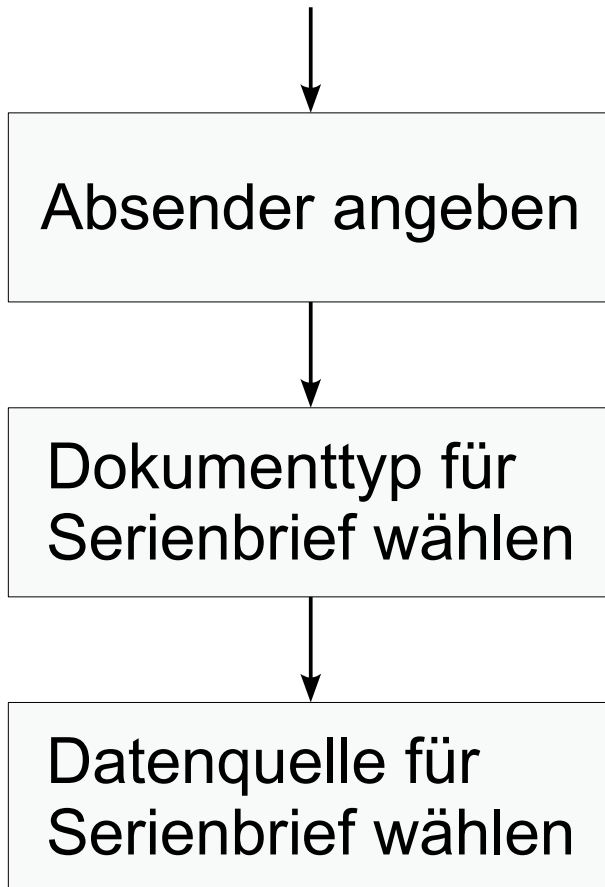 Absender angeben
Dokumenttyp für
Serienbrief wählen
Datenquelle für
Serienbrief wählen